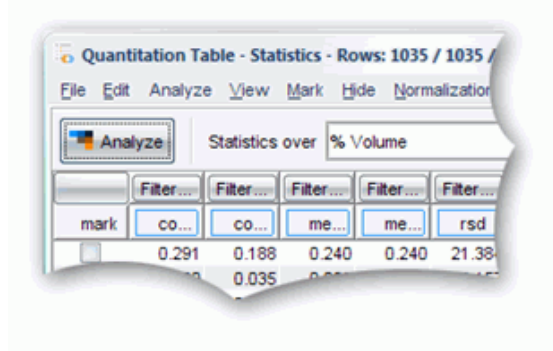 Quantitation Table - Statistics - Rows: 1035 / 1035 /
File Edit Analyze View Mark Hide Normalization
Analyze Statistics over % Volume
Filter... Filter... Filter... Filter... Filter...
mark co... co... me... me... rsd
0.291 0.188 0.240 0.240 21.384
0.035